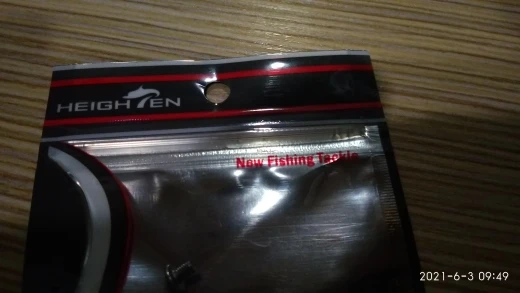 HEIGHTEN
New Fishing Tackle
2021-6-3 09:49